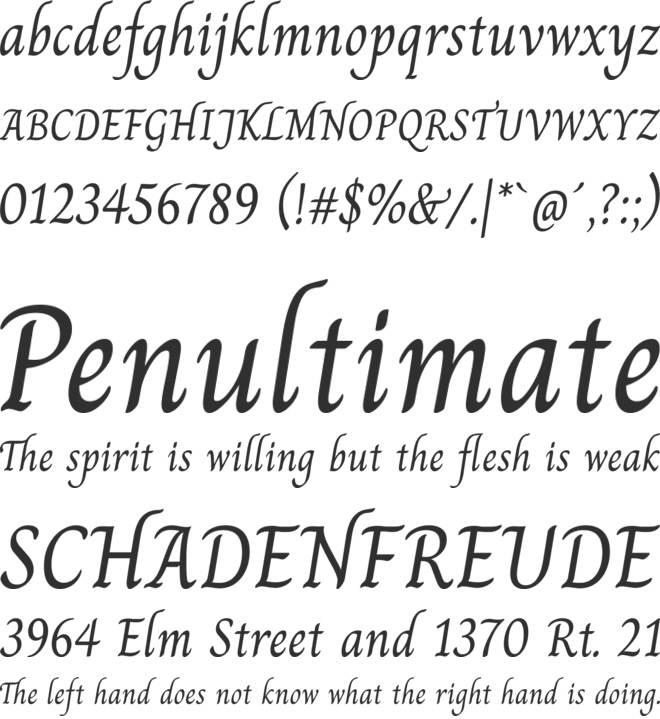 abcdefghijklmnopqrstuvwxyz
ABCDEFGHIJKLMNOPQRSTUVWXYZ
0123456789 (!#$%&/.|*`@´,?:;)
Penultimate
The spirit is willing but the flesh is weak
SCHADENFREUDE
3964 Elm Street and 1370 Rt. 21
The left hand does not know what the right hand is doing.